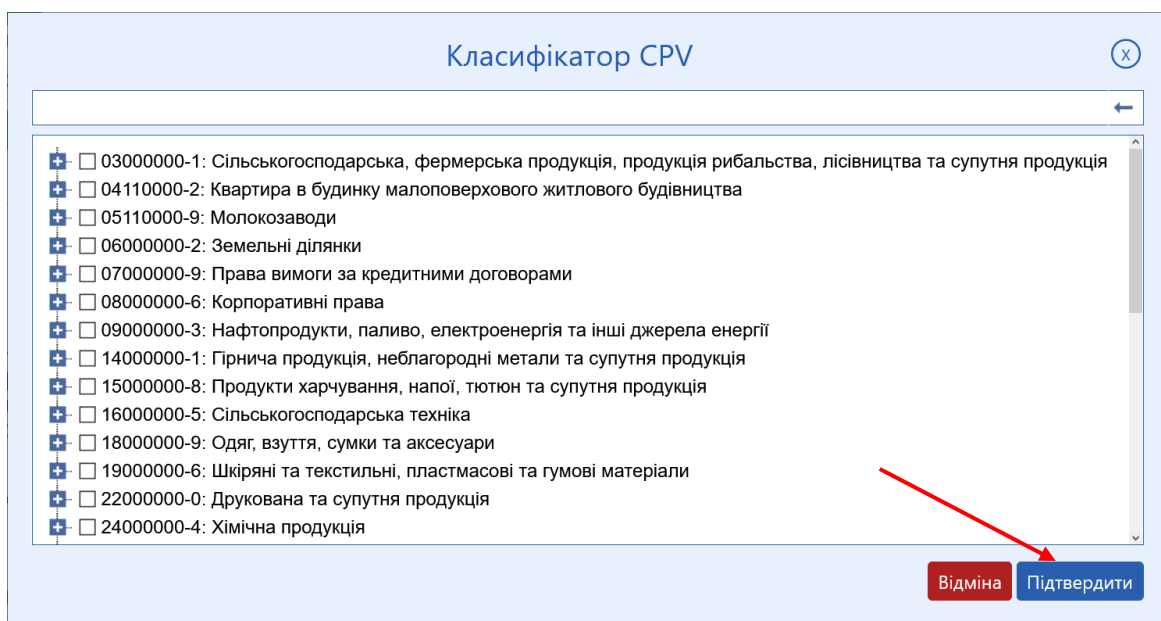 Класифікатор CPV
X
03000000-1: Сільськогосподарська, фермерська продукція, продукція рибальства, лісівництва та супутня продукція
04110000-2: Квартира в будинку малоповерхового житлового будівництва
05110000-9: Молокозаводи
06000000-2: Земельні ділянки
07000000-9: Права вимоги за кредитними договорами
08000000-6: Корпоративні права
09000000-3: Нафтопродукти, паливо, електроенергія та інші джерела енергії
14000000-1: Гірнича продукція, неблагородні метали та супутня продукція
15000000-8: Продукти харчування, напої, тютюн та супутня продукція
16000000-5: Сільськогосподарська техніка
18000000-9: Одяг, взуття, сумки та аксесуари
19000000-6: Шкіряні та текстильні, пластмасові та гумові матеріали
22000000-0: Друкована та супутня продукція
24000000-4: Хімічна продукція
Відміна Підтвердити